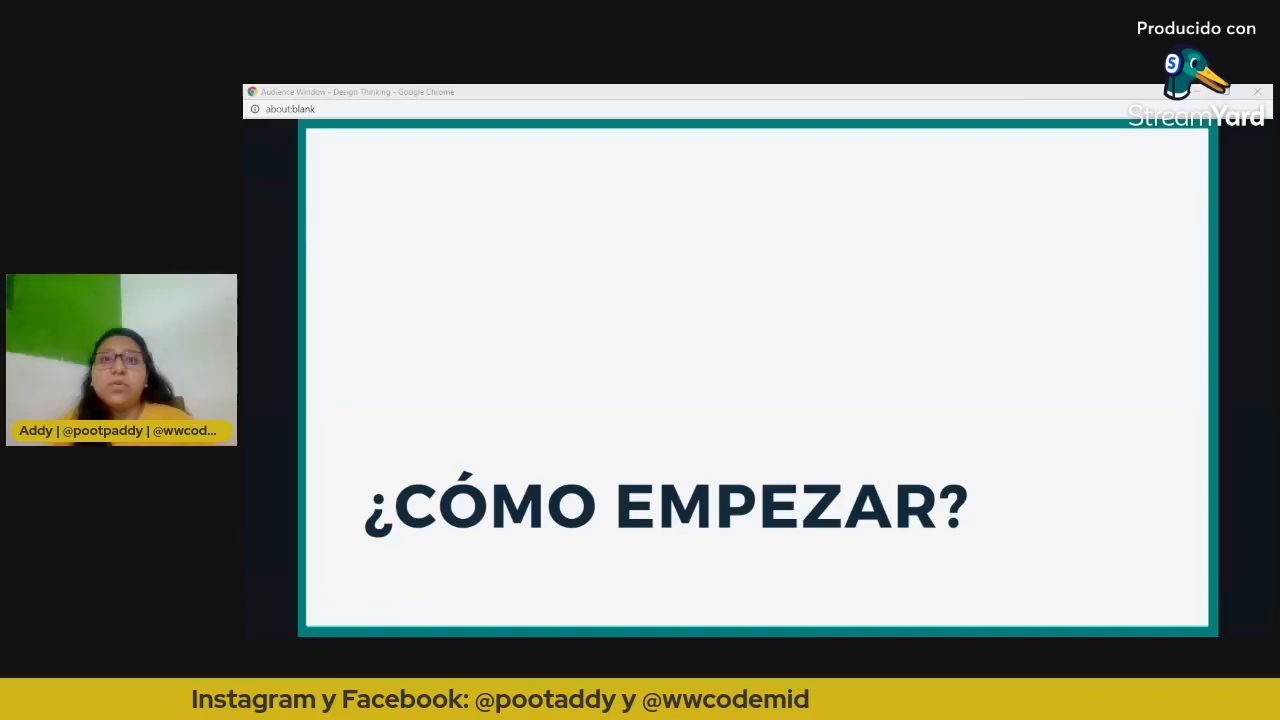 Producido con
S
StreamYard
Audience Window - Design Thinking - Google Chrome
about:blank
¿CÓMO EMPEZAR?
Addy | @pootpaddy | @wwcod...
Instagram y Facebook: @pootaddy y @wwcodemid